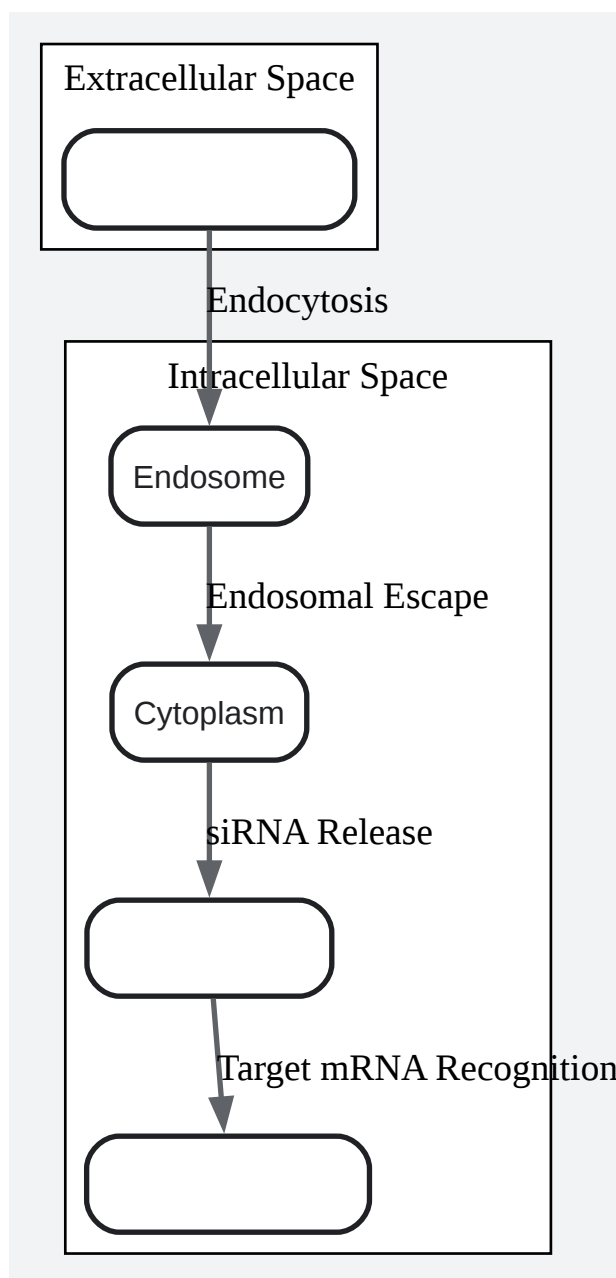 Extracellular Space
Endocytosis
Intracellular Space
Endosome
Endosomal Escape
Cytoplasm
siRNA Release
Target mRNA Recognition